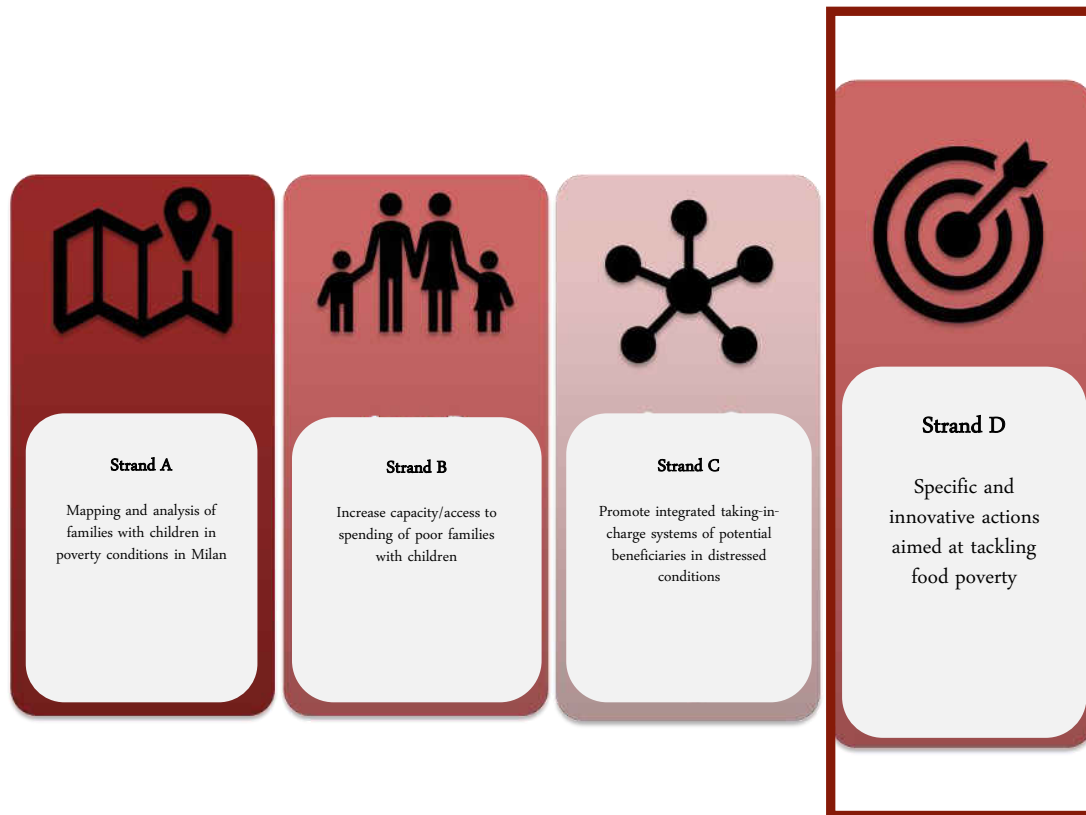 Strand A
Mapping and analysis of
families with children in
poverty conditions in Milan
Strand B
Increase capacity/access to
spending of poor families
with children
Strand C
Promote integrated taking-in-
charge systems of potential
beneficiaries in distressed
conditions
Strand D
Specific and
innovative actions
aimed at tackling
food poverty